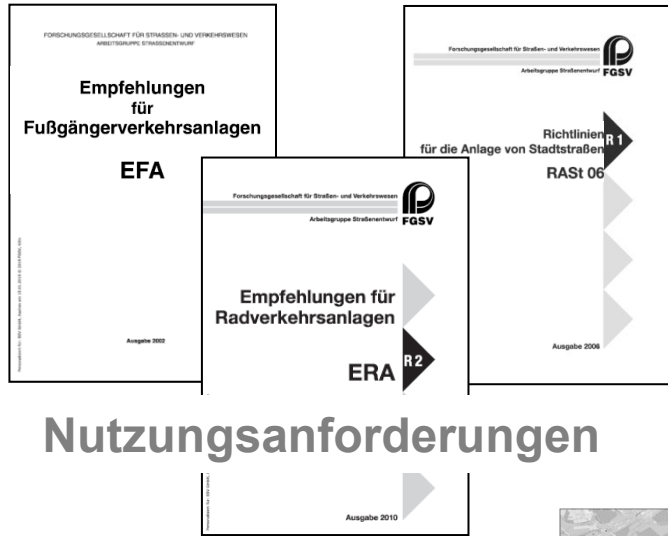 FORSCHUNGSGESELLSCHAFT FÜR STRASSEN- UND VERKEHRSWESEN
ARBEITSGRUPPE STRASSENENTWURF
Empfehlungen
für
Fußgängerverkehrsanlagen
EFA
Ausgabe 2002
Forschungsgesellschaft für Straßen- und Verkehrswesen
Arbeitsgruppe Straßenentwurf
FGSV
Richtlinien
für die Anlage von Stadtstraßen
R 1
RASt 06
Ausgabe 2006
Forschungsgesellschaft für Straßen- und Verkehrswesen
Arbeitsgruppe Straßenentwurf
FGSV
Empfehlungen für
Radverkehrsanlagen
ERA
R 2
Ausgabe 2010
Nutzungsanforderungen